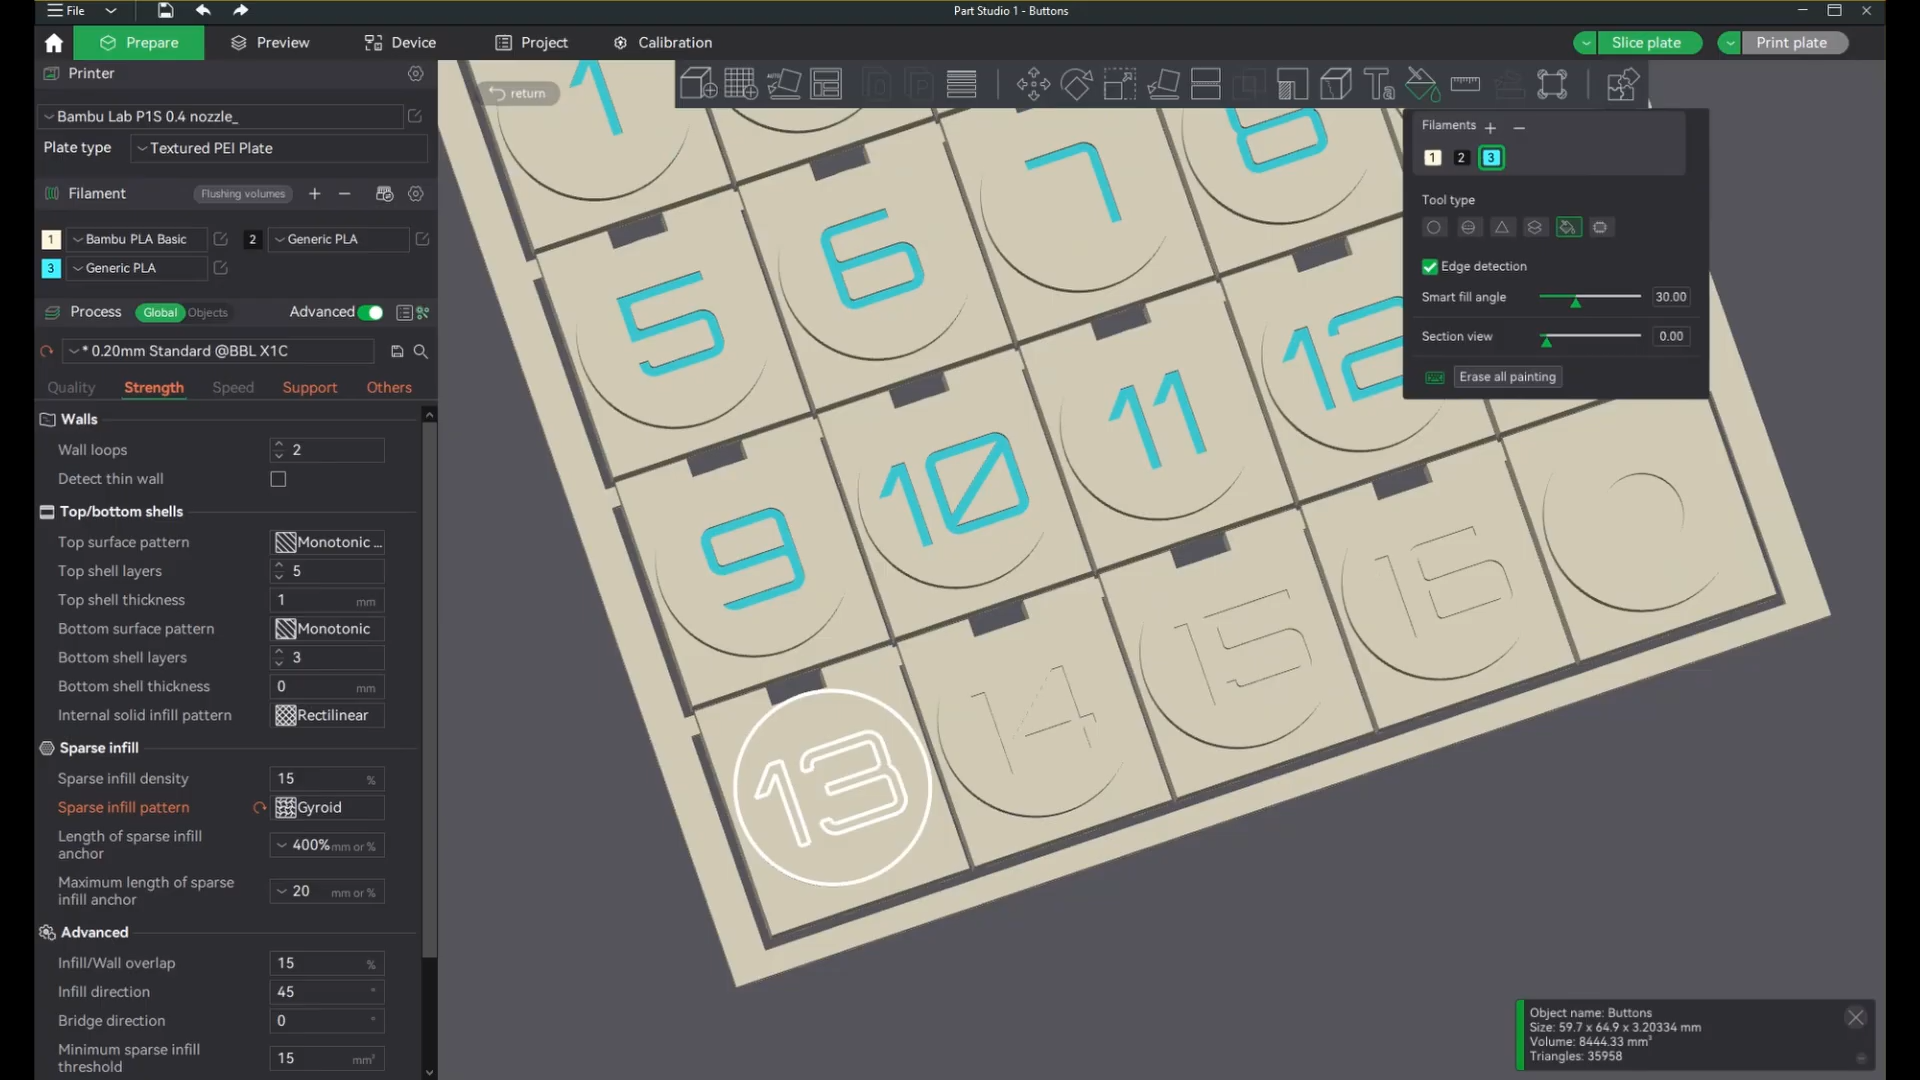 File
Part Studio 1 - Buttons
Prepare
Preview
Device
Project
Calibration
Slice plate
Print plate
Printer
Bambu Lab P1S 0.4 nozzle_
Plate type
Textured PEI Plate
Filament
Flushing volumes
1
Bambu PLA Basic
2
Generic PLA
3
Generic PLA
Process
Global
Objects
Advanced
* 0.20mm Standard @BBL X1C
Quality
Strength
Speed
Support
Others
Walls
Wall loops
2
Detect thin wall
Top/bottom shells
Top surface pattern
Monotonic ...
Top shell layers
5
Top shell thickness
1 mm
Bottom surface pattern
Monotonic
Bottom shell layers
3
Bottom shell thickness
0 mm
Internal solid infill pattern
Rectilinear
Sparse infill
Sparse infill density
15 %
Sparse infill pattern
Gyroid
Length of sparse infill
anchor
400% mm or %
Maximum length of sparse
infill anchor
20 mm or %
Advanced
Infill/Wall overlap
15 %
Infill direction
45 °
Bridge direction
0 °
Minimum sparse infill
threshold
15 mm²
return
AUTO
Filaments
1 2 3
Tool type
Edge detection
Smart fill angle
30.00
Section view
0.00
Erase all painting
1
7
8
5
6
11
12
9
10
13
14
15
16
Object name: Buttons
Size: 59.7 x 64.9 x 3.20334 mm
Volume: 8444.33 mm³
Triangles: 35958